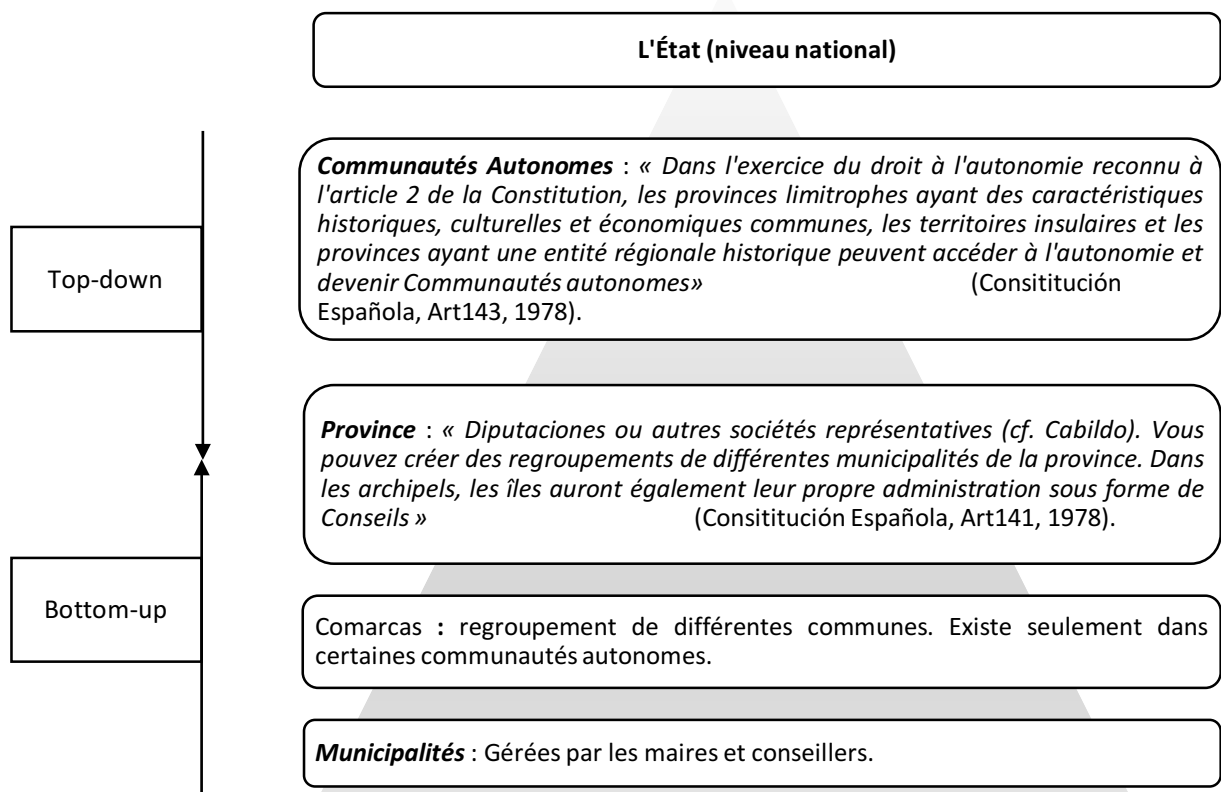 L'État (niveau national)
Communautés Autonomes : « Dans l'exercice du droit à l'autonomie reconnu à
l'article 2 de la Constitution, les provinces limitrophes ayant des caractéristiques
historiques, culturelles et économiques communes, les territoires insulaires et les
provinces ayant une entité régionale historique peuvent accéder à l'autonomie et
devenir Communautés autonomes» (Consititución
Española, Art143, 1978).
Top-down
Province : « Diputaciones ou autres sociétés représentatives (cf. Cabildo). Vous
pouvez créer des regroupements de différentes municipalités de la province. Dans
les archipels, les îles auront également leur propre administration sous forme de
Conseils » (Consititución Española, Art141, 1978).
Bottom-up
Comarcas : regroupement de différentes communes. Existe seulement dans
certaines communautés autonomes.
Municipalités : Gérées par les maires et conseillers.